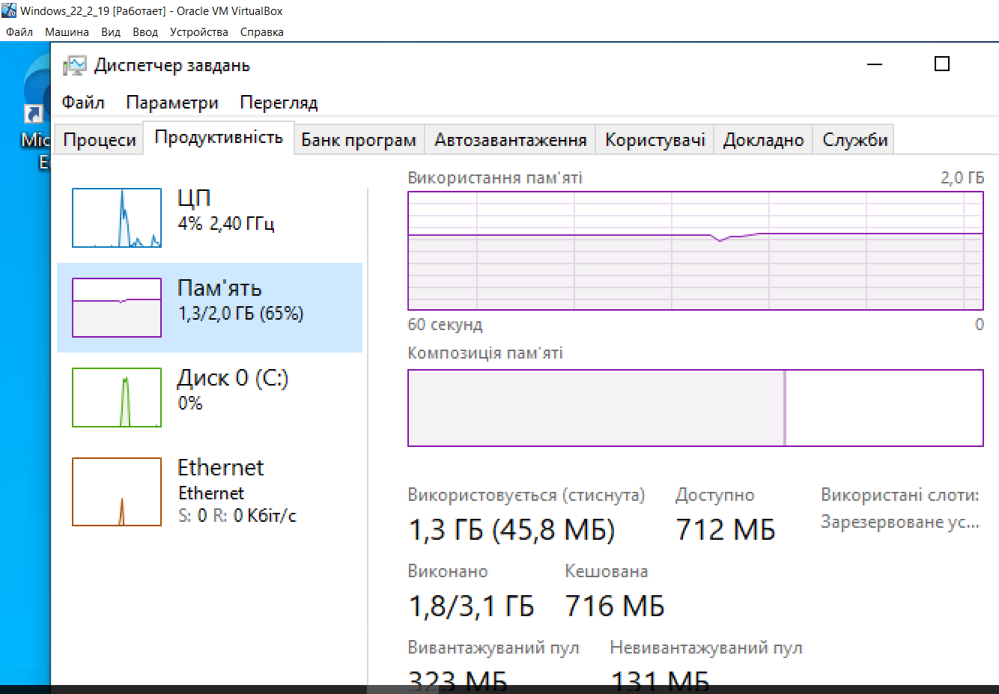 Windows_22_2_19 [Работает] - Oracle VM VirtualBox
Файл Машина Вид Ввод Устройства Справка
Диспетчер завдань
Файл Параметри Перегляд
Процеси Продуктивність Банк програм Автозавантаження Користувачі Докладно Служби
Mic
E
ЦП
4% 2,40 ГГц
Пам'ять
1,3/2,0 ГБ (65%)
Диск 0 (C:)
0%
Ethernet
Ethernet
S: 0 R: 0 Кбіт/с
Використання пам'яті 2,0 ГБ
60 секунд 0
Композиція пам'яті
Використовується (стиснута) Доступно Використані слоти:
1,3 ГБ (45,8 МБ) 712 МБ Зарезервоване ус...
Виконано Кешована
1,8/3,1 ГБ 716 МБ
Вивантажуваний пул Невивантажуваний пул
323 МБ 131 МБ